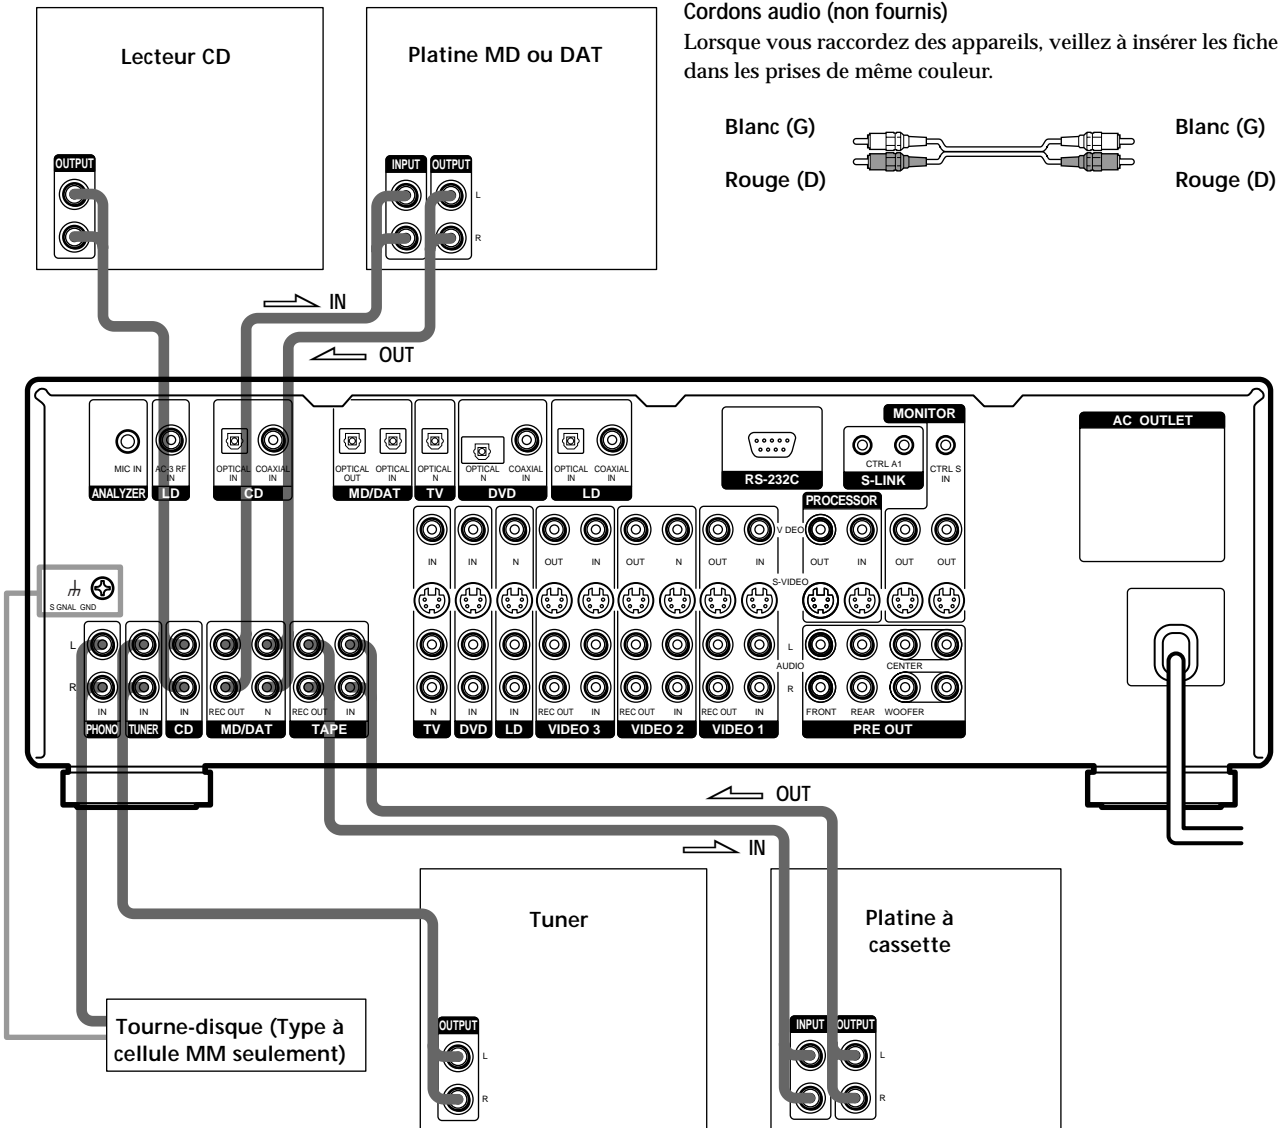 Cordons audio (non fournis)
Lorsque vous raccordez des appareils, veillez à insérer les fiche
dans les prises de même couleur.
Blanc (G) Blanc (G)
Rouge (D) Rouge (D)
Lecteur CD
Platine MD ou DAT
OUTPUT
INPUT OUTPUT
L
R
IN
OUT
MONITOR
AC OUTLET
MIC IN
AC-3 RF IN
OPTICAL IN
COAXIAL IN
OPTICAL OUT
OPTICAL IN
OPTICAL N
OPTICAL N
COAXIAL IN
OPTICAL IN
COAXIAL IN
CTRL A1
CTRL S IN
ANALYZER LD CD MD/DAT TV DVD LD RS-232C S-LINK
PROCESSOR
V DEO
IN IN N OUT IN OUT N OUT IN OUT IN OUT OUT
S-VIDEO
S GNAL GND
L
L
AUDIO
CENTER
R
R
IN IN IN REC OUT N REC OUT IN N IN IN REC OUT IN REC OUT IN REC OUT IN FRONT REAR WOOFER
PHONO TUNER CD MD/DAT TAPE TV DVD LD VIDEO 3 VIDEO 2 VIDEO 1 PRE OUT
OUT
IN
Tuner
Platine à
cassette
Tourne-disque (Type à
cellule MM seulement)
OUTPUT
L
R
INPUT OUTPUT
L
R